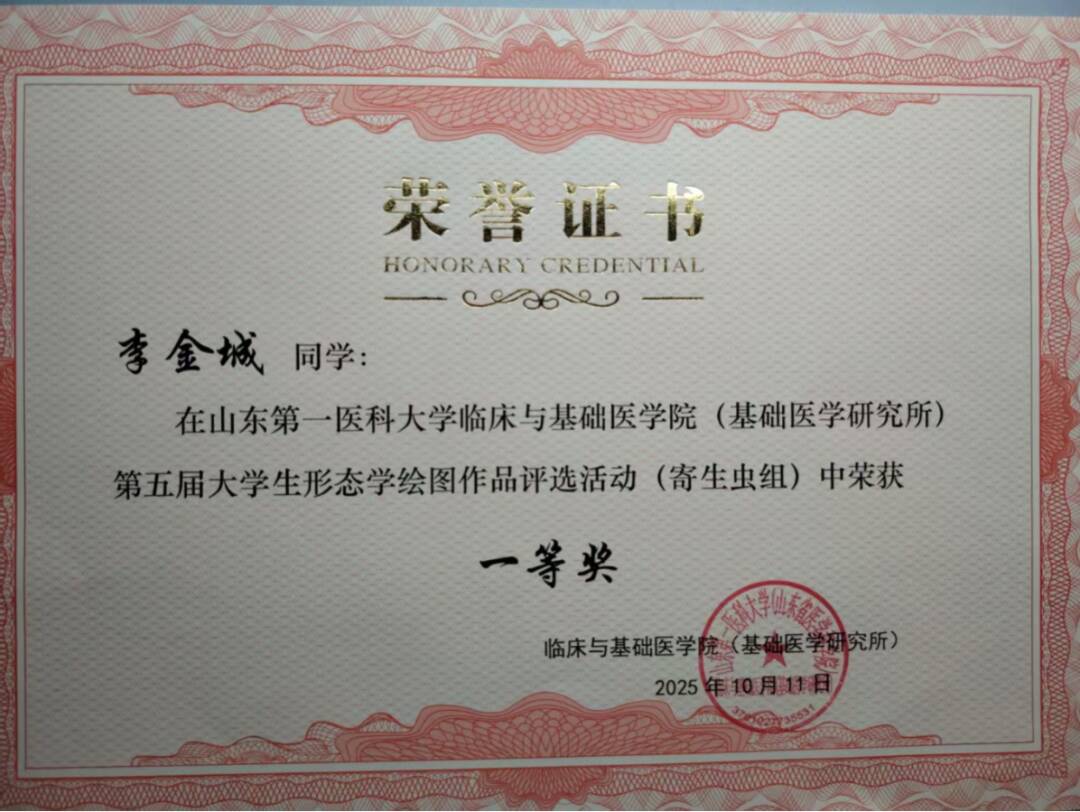 荣誉证书
HONORARY CREDENTIAL
李金城 同学：
在山东第一医科大学临床与基础医学院（基础医学研究所）
第五届大学生形态学绘图作品评选活动（寄生虫组）中荣获
一等奖
临床与基础医学院（基础医学研究所）
2025 年 10 月 11 日